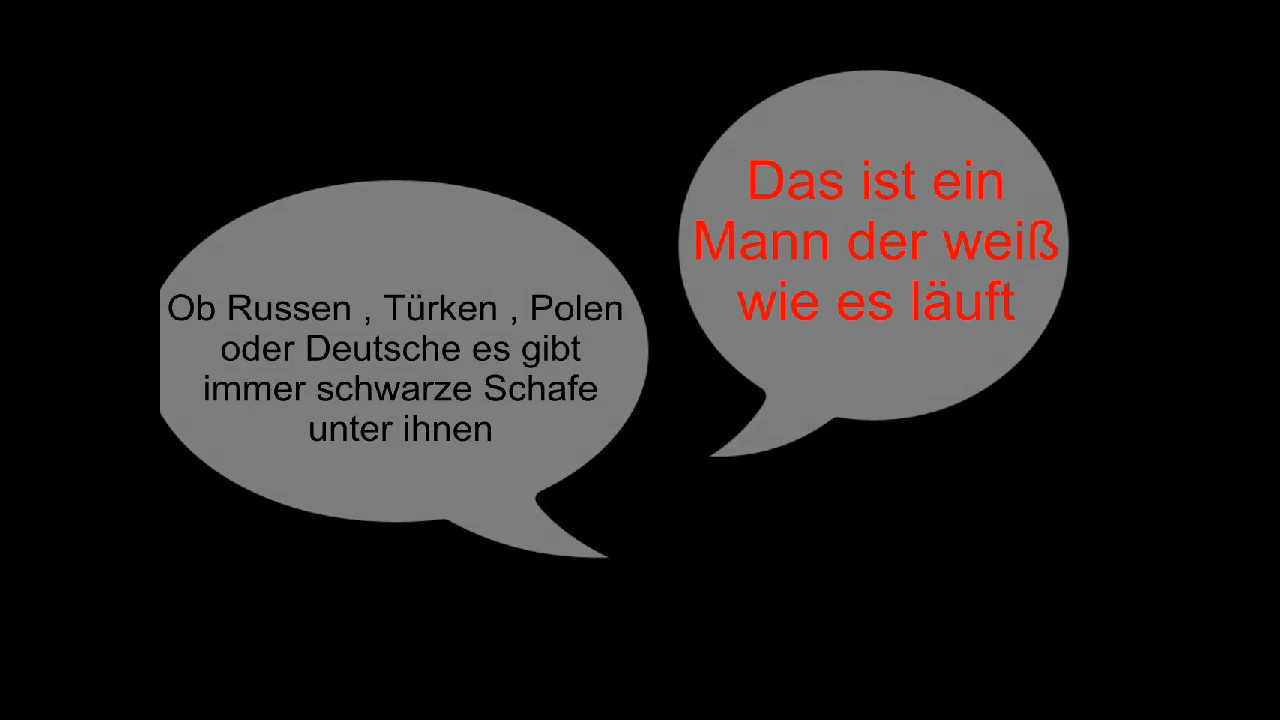 Ob Russen , Türken , Polen
oder Deutsche es gibt
immer schwarze Schafe
unter ihnen
Das ist ein
Mann der weiß
wie es läuft